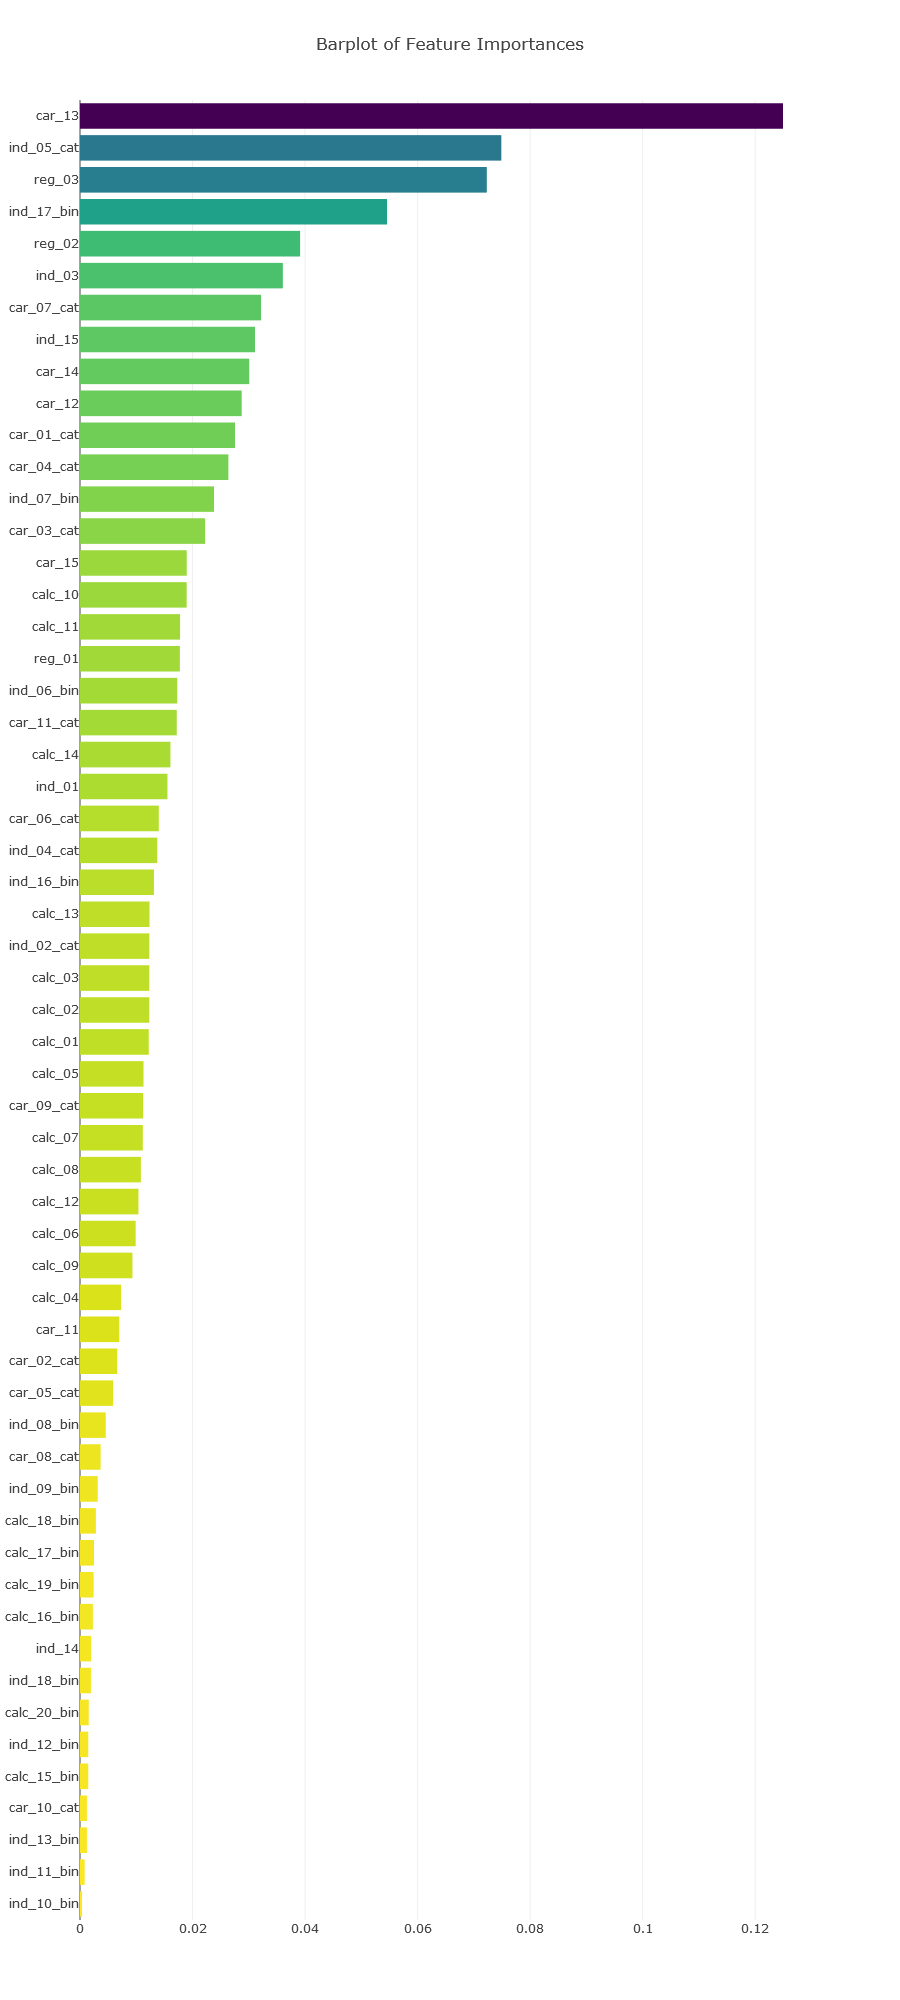 Barplot of Feature Importances
car_13
ind_05_cat
reg_03
ind_17_bin
reg_02
ind_03
car_07_cat
ind_15
car_14
car_12
car_01_cat
car_04_cat
ind_07_bin
car_03_cat
car_15
calc_10
calc_11
reg_01
ind_06_bin
car_11_cat
calc_14
ind_01
car_06_cat
ind_04_cat
ind_16_bin
calc_13
ind_02_cat
calc_03
calc_02
calc_01
calc_05
car_09_cat
calc_07
calc_08
calc_12
calc_06
calc_09
calc_04
car_11
car_02_cat
car_05_cat
ind_08_bin
car_08_cat
ind_09_bin
calc_18_bin
calc_17_bin
calc_19_bin
calc_16_bin
ind_14
ind_18_bin
calc_20_bin
ind_12_bin
calc_15_bin
car_10_cat
ind_13_bin
ind_11_bin
ind_10_bin
0 0.02 0.04 0.06 0.08 0.1 0.12